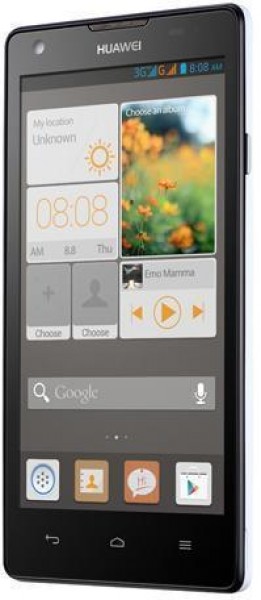 HUAWEI
3G G 8:08 AM
My location
Unknown
Choose an album
08:08
AM 8.8 Thu
Emo Mamma
Choose Choose
Google
Hi